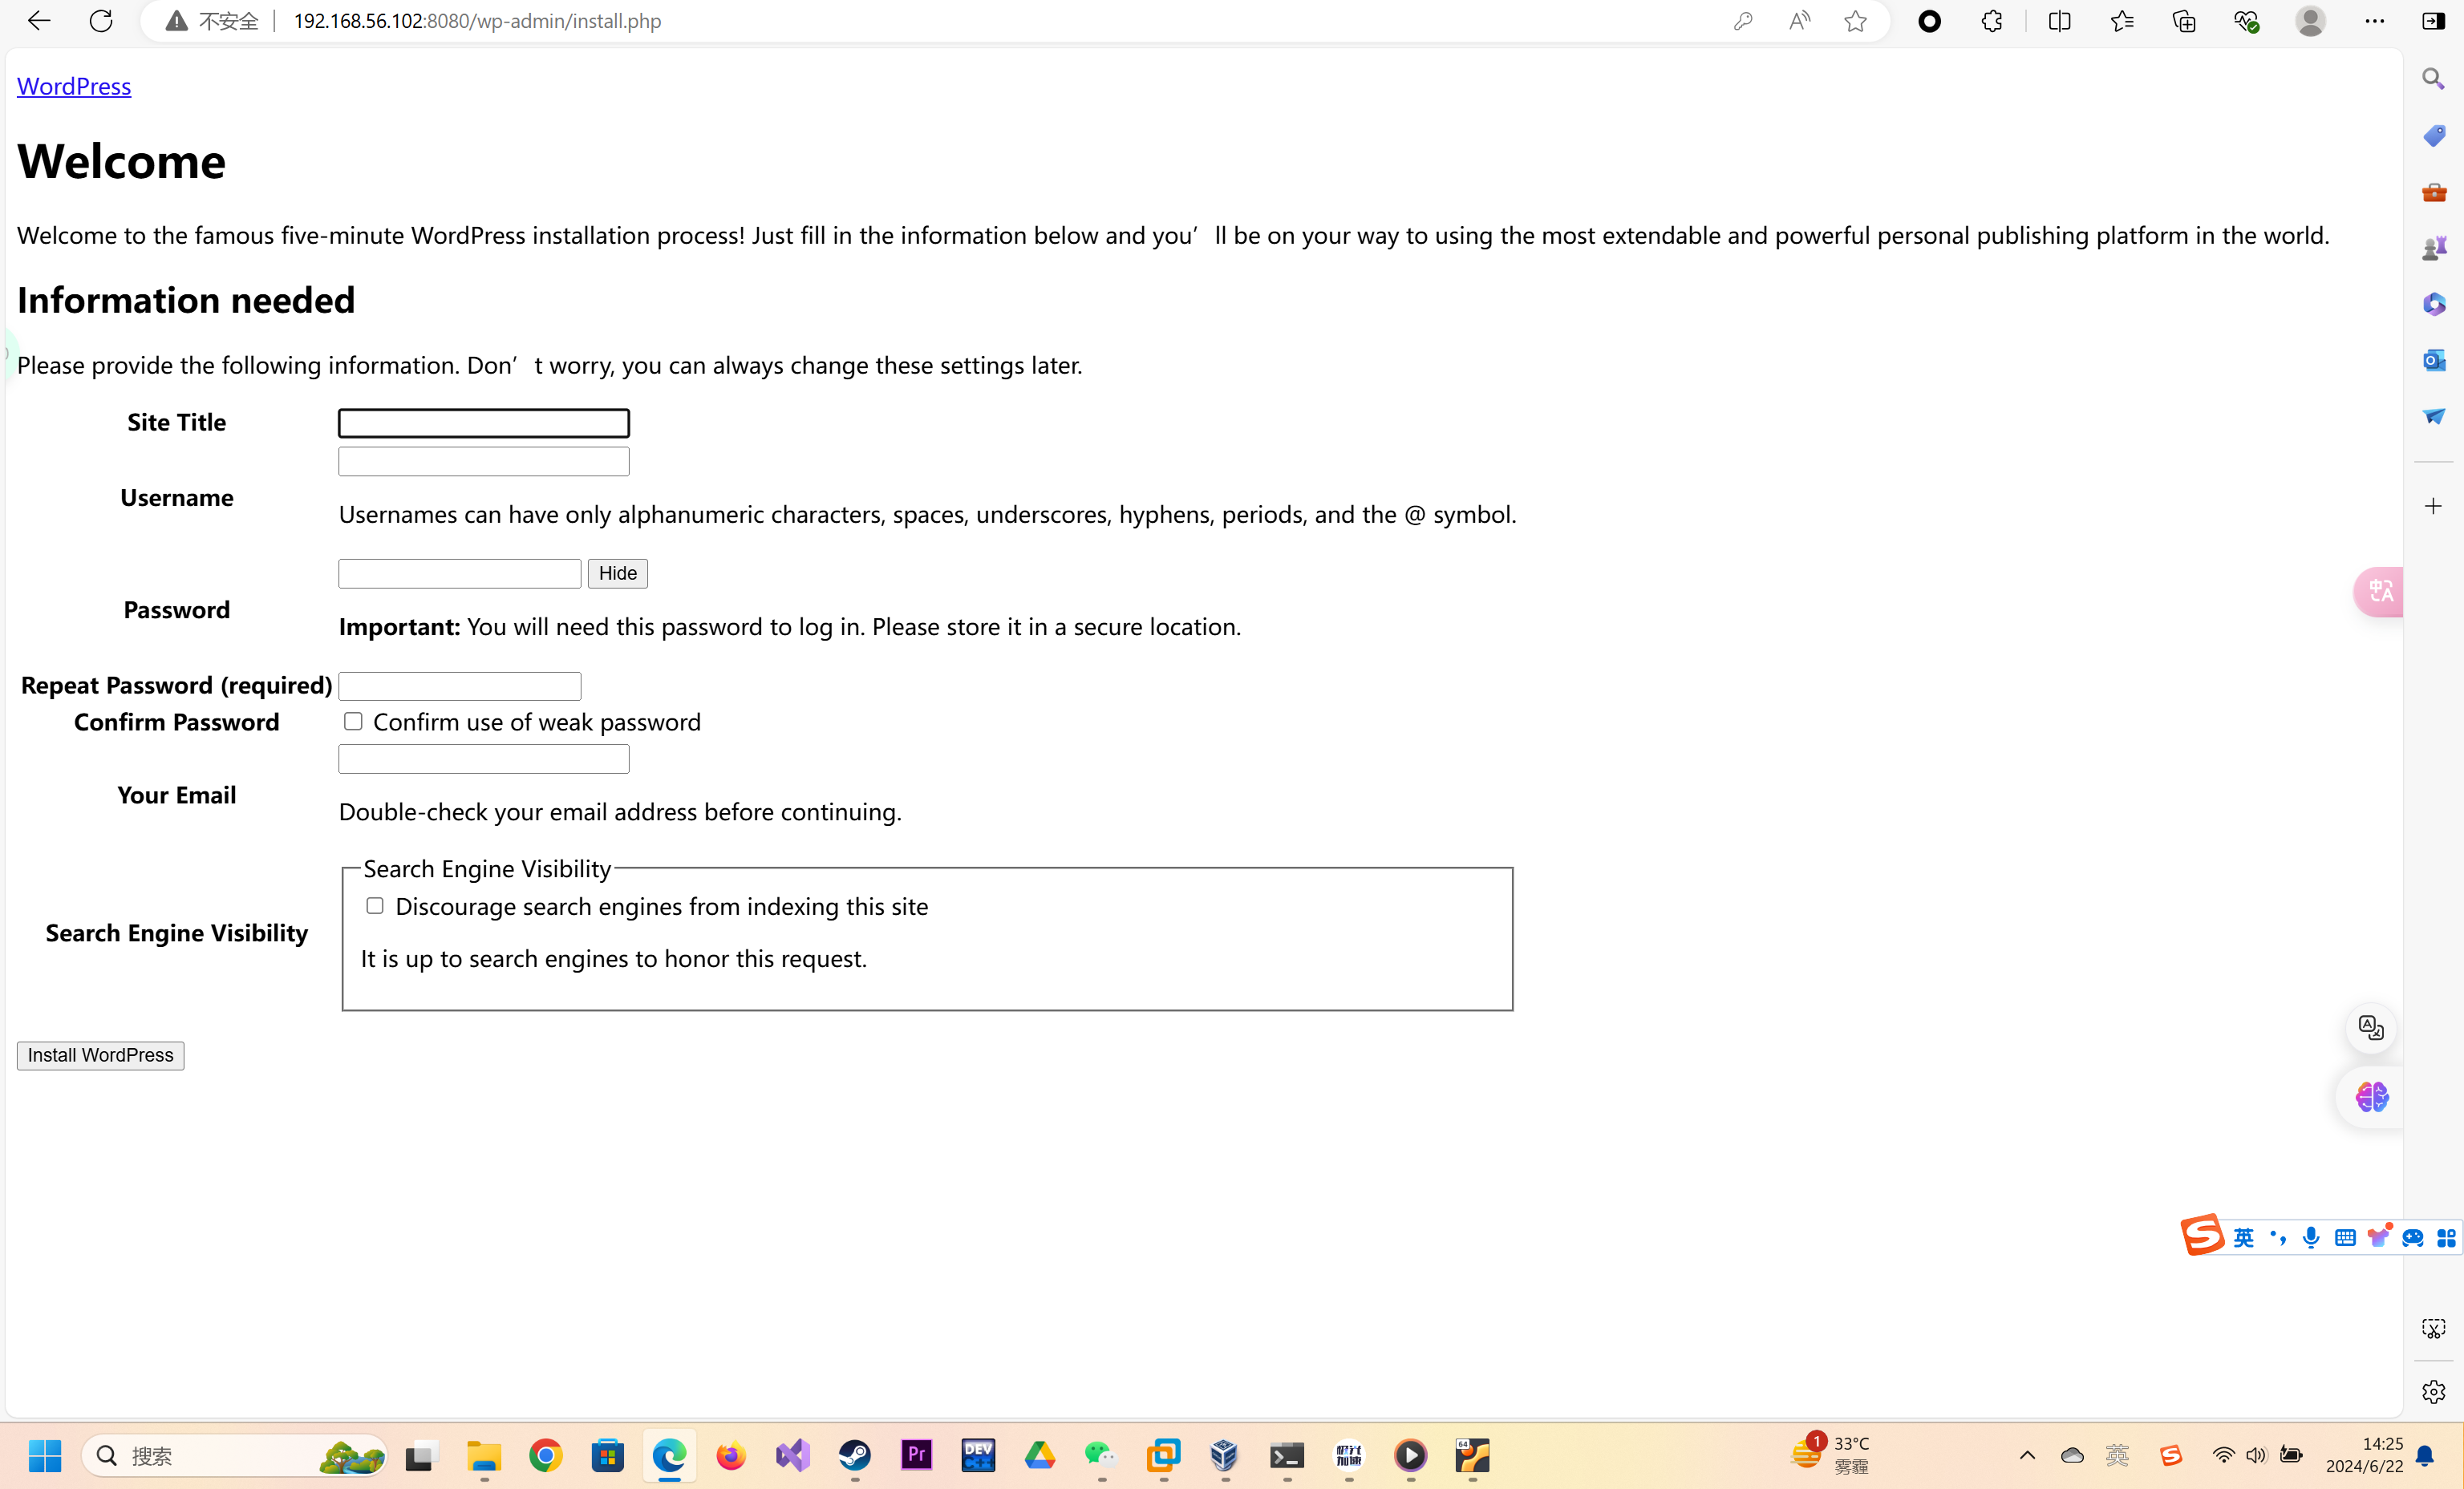 不安全 192.168.56.102:8080/wp-admin/install.php
WordPress
Welcome
Welcome to the famous five-minute WordPress installation process! Just fill in the information below and you’ll be on your way to using the most extendable and powerful personal publishing platform in the world.
Information needed
Please provide the following information. Don’t worry, you can always change these settings later.
Site Title
Username
Usernames can have only alphanumeric characters, spaces, underscores, hyphens, periods, and the @ symbol.
Hide
Password
Important: You will need this password to log in. Please store it in a secure location.
Repeat Password (required)
Confirm Password
Confirm use of weak password
Your Email
Double-check your email address before continuing.
Search Engine Visibility
Discourage search engines from indexing this site
Search Engine Visibility
It is up to search engines to honor this request.
Install WordPress
英
搜索
Pr
DEV C++
64
极光加速
1
33°C
雾霾
英
14:25
2024/6/22